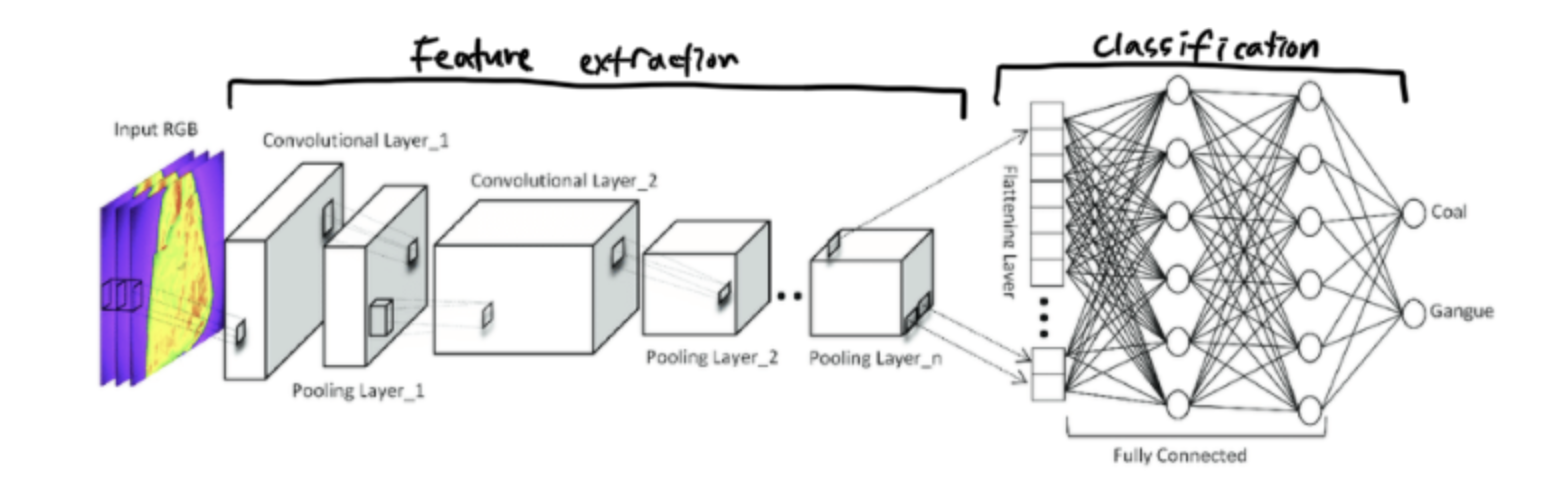 Feature extraction
Classification
Input RGB
Convolutional Layer_1
Pooling Layer_1
Convolutional Layer_2
Pooling Layer_2
Pooling Layer_n
Flattening Layer
Coal
Gangue
Fully Connected